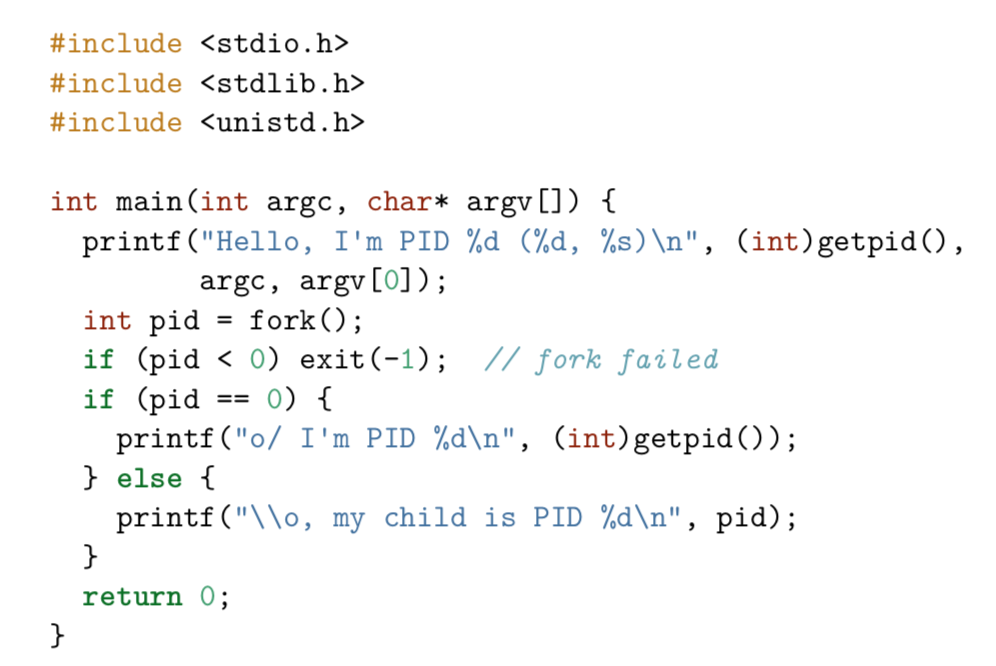 #include <stdio.h>
#include <stdlib.h>
#include <unistd.h>

int main(int argc, char* argv[]) {
  printf("Hello, I'm PID %d (%d, %s)\n", (int)getpid(),
         argc, argv[0]);
  int pid = fork();
  if (pid < 0) exit(-1);  // fork failed
  if (pid == 0) {
    printf("o/ I'm PID %d\n", (int)getpid());
  } else {
    printf("\\o, my child is PID %d\n", pid);
  }
  return 0;
}